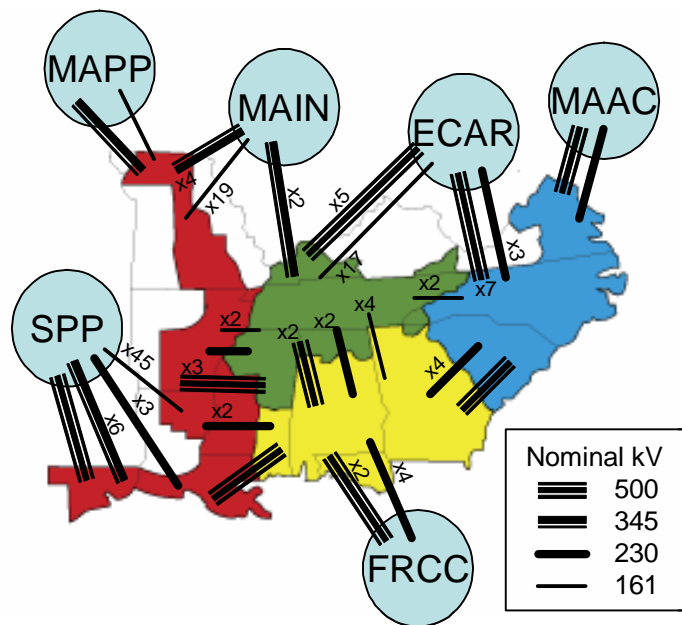 MAPP
MAIN
ECAR
MAAC
x4
x19
x2
x5
x17
x3
x2
x7
SPP
x45
x2
x2
x2
x4
x3
x4
x3
x6
x2
x2
x4
FRCC
Nominal kV
500
345
230
161